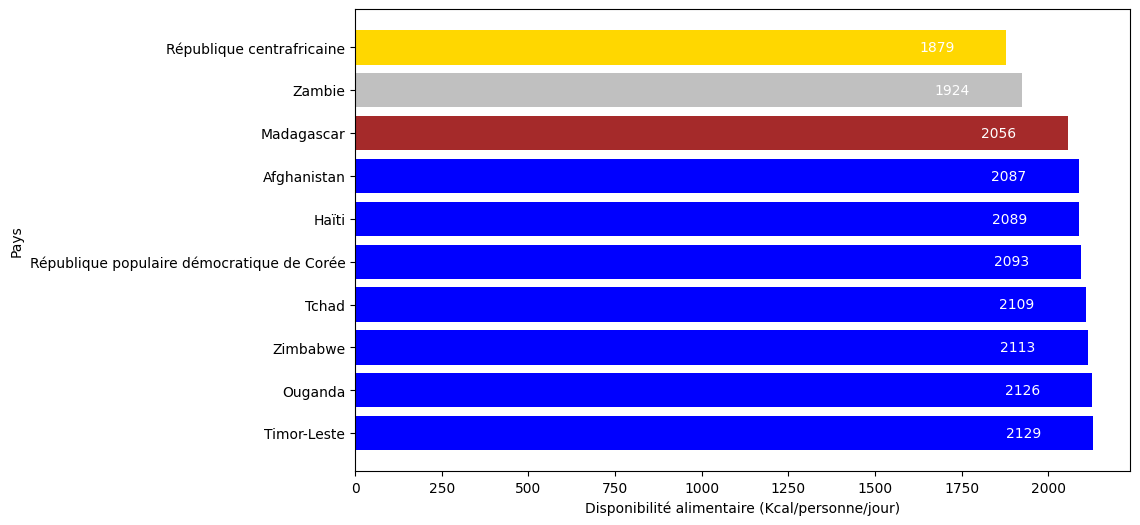 Pays
République centrafricaine 1879
Zambie 1924
Madagascar 2056
Afghanistan 2087
Haïti 2089
République populaire démocratique de Corée 2093
Tchad 2109
Zimbabwe 2113
Ouganda 2126
Timor-Leste 2129
0 250 500 750 1000 1250 1500 1750 2000
Disponibilité alimentaire (Kcal/personne/jour)